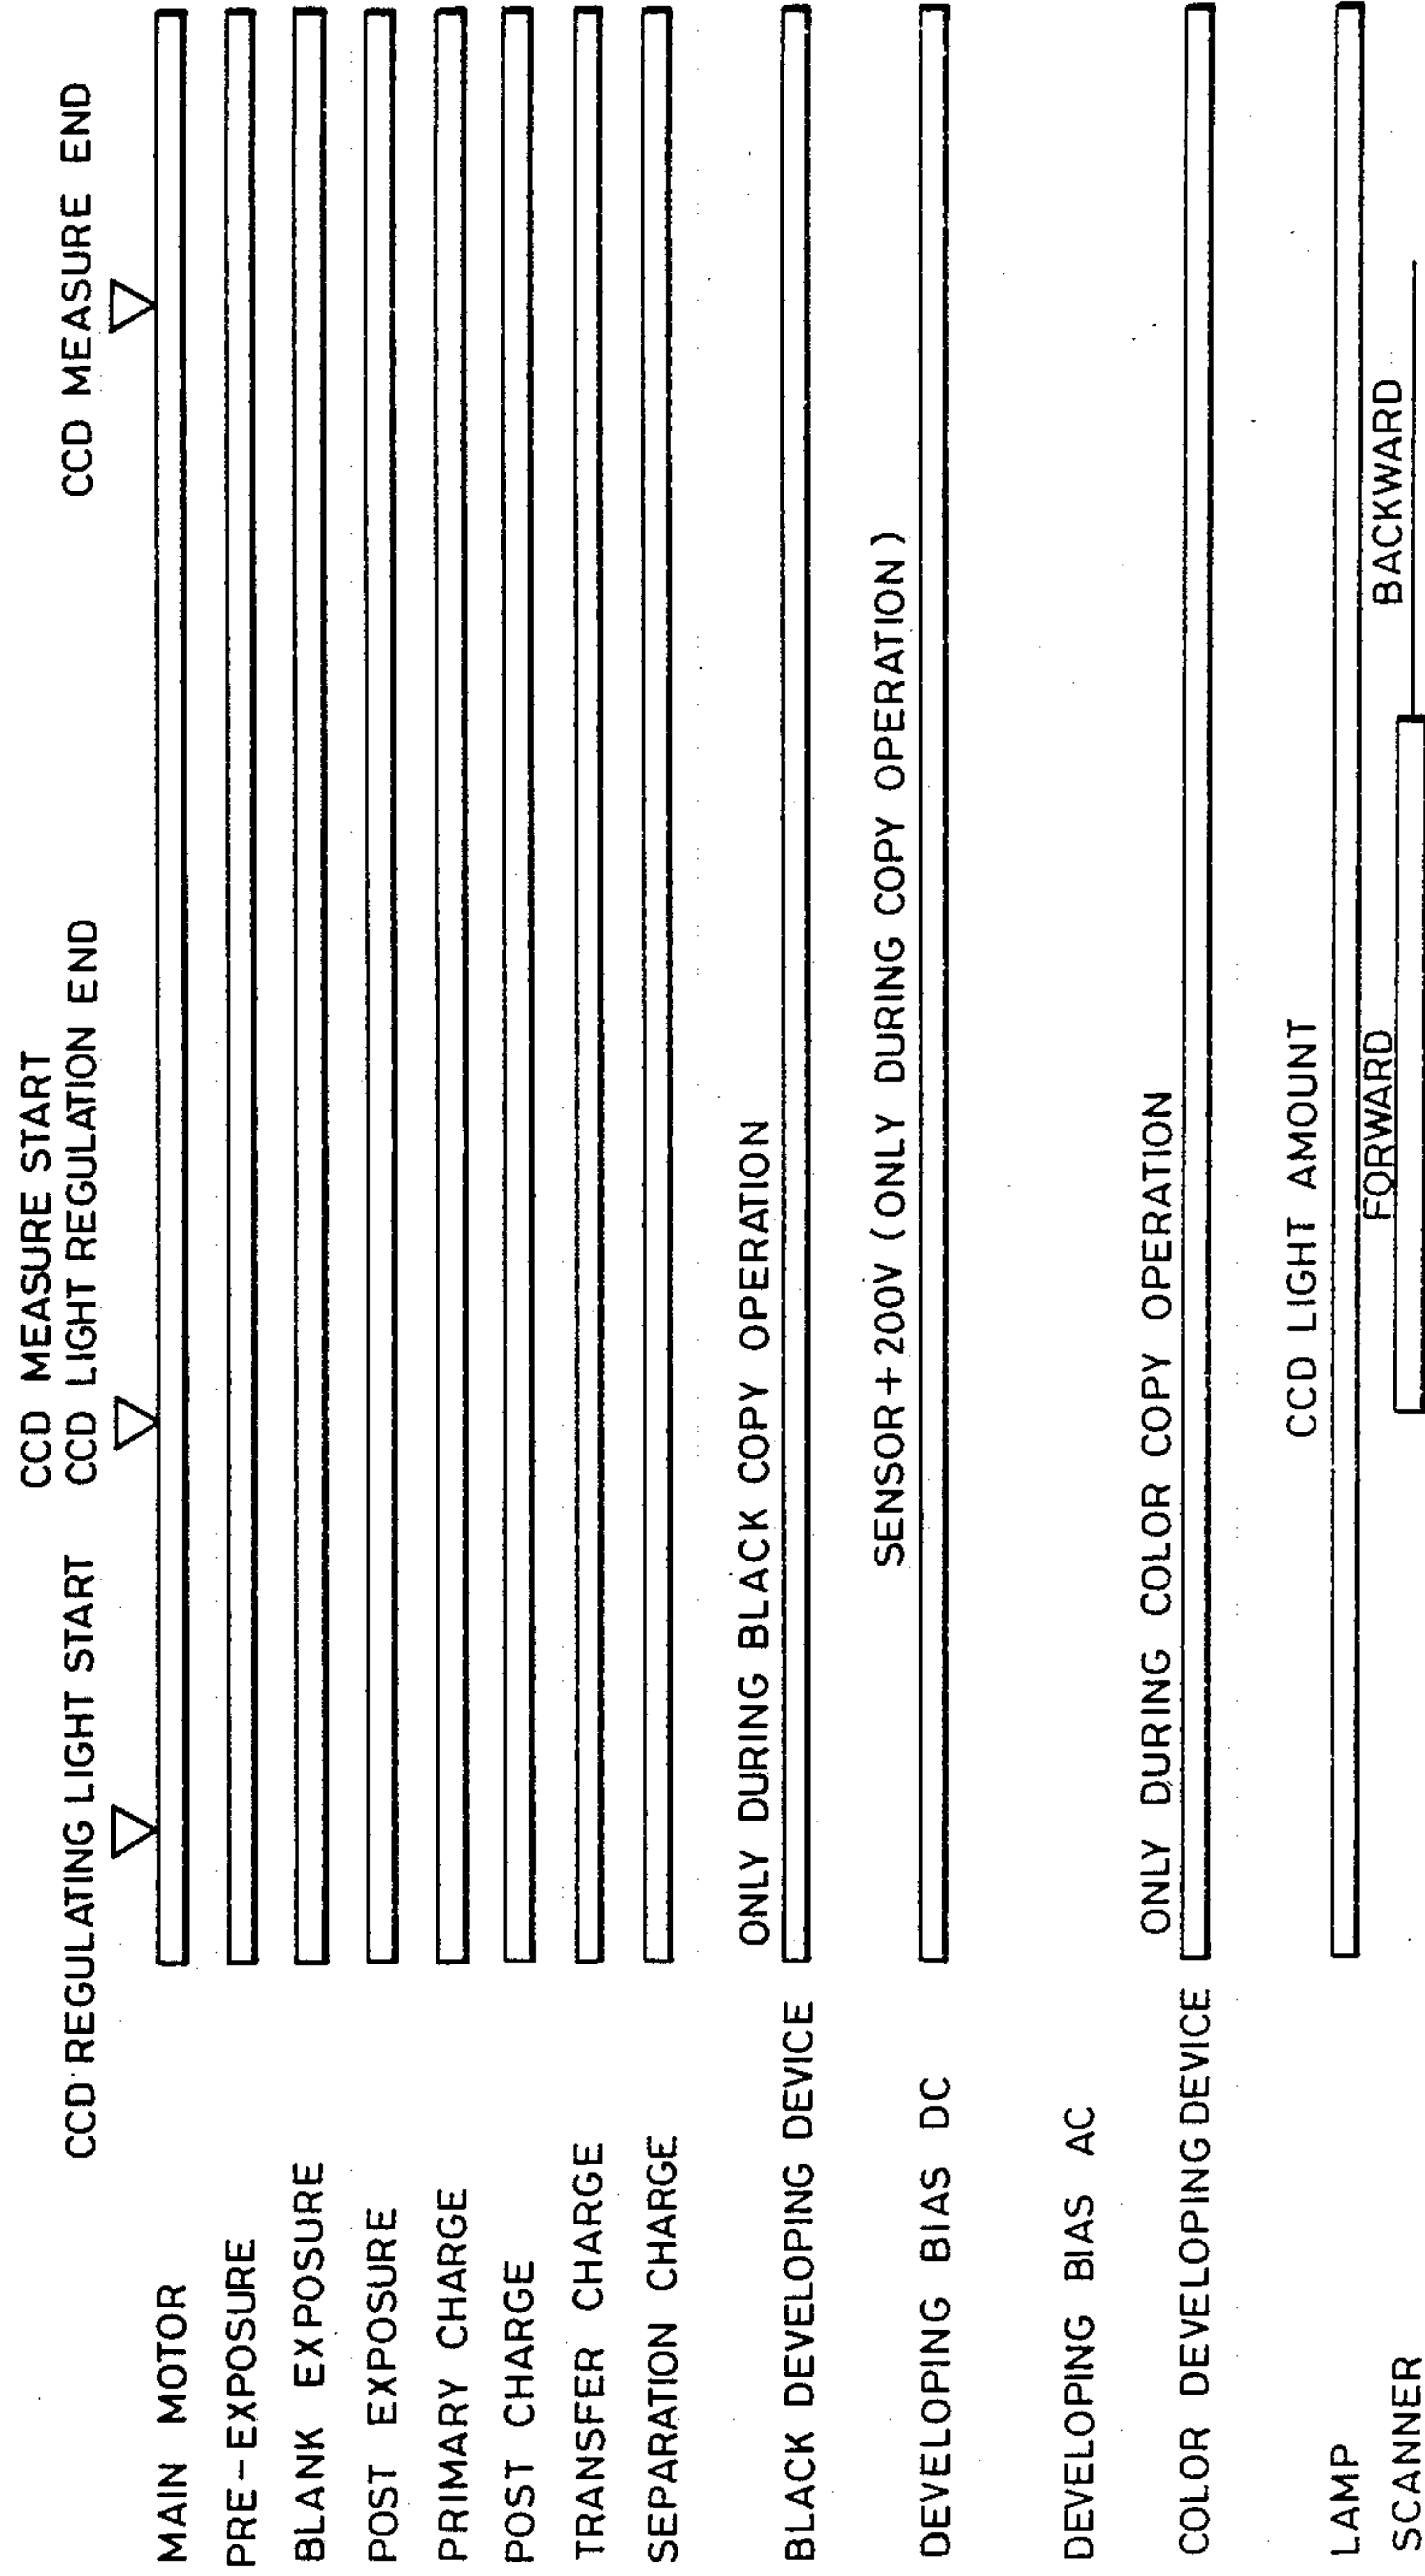 CCD MEASURE START
CCD REGULATING LIGHT START CCD LIGHT REGULATION END CCD MEASURE END
MAIN MOTOR
PRE-EXPOSURE
BLANK EXPOSURE
POST EXPOSURE
PRIMARY CHARGE
POST CHARGE
TRANSFER CHARGE
SEPARATION CHARGE
ONLY DURING BLACK COPY OPERATION
BLACK DEVELOPING DEVICE
SENSOR+200V (ONLY DURING COPY OPERATION)
DEVELOPING BIAS DC
DEVELOPING BIAS AC
ONLY DURING COLOR COPY OPERATION
COLOR DEVELOPING DEVICE
CCD LIGHT AMOUNT
LAMP
FORWARD BACKWARD
SCANNER